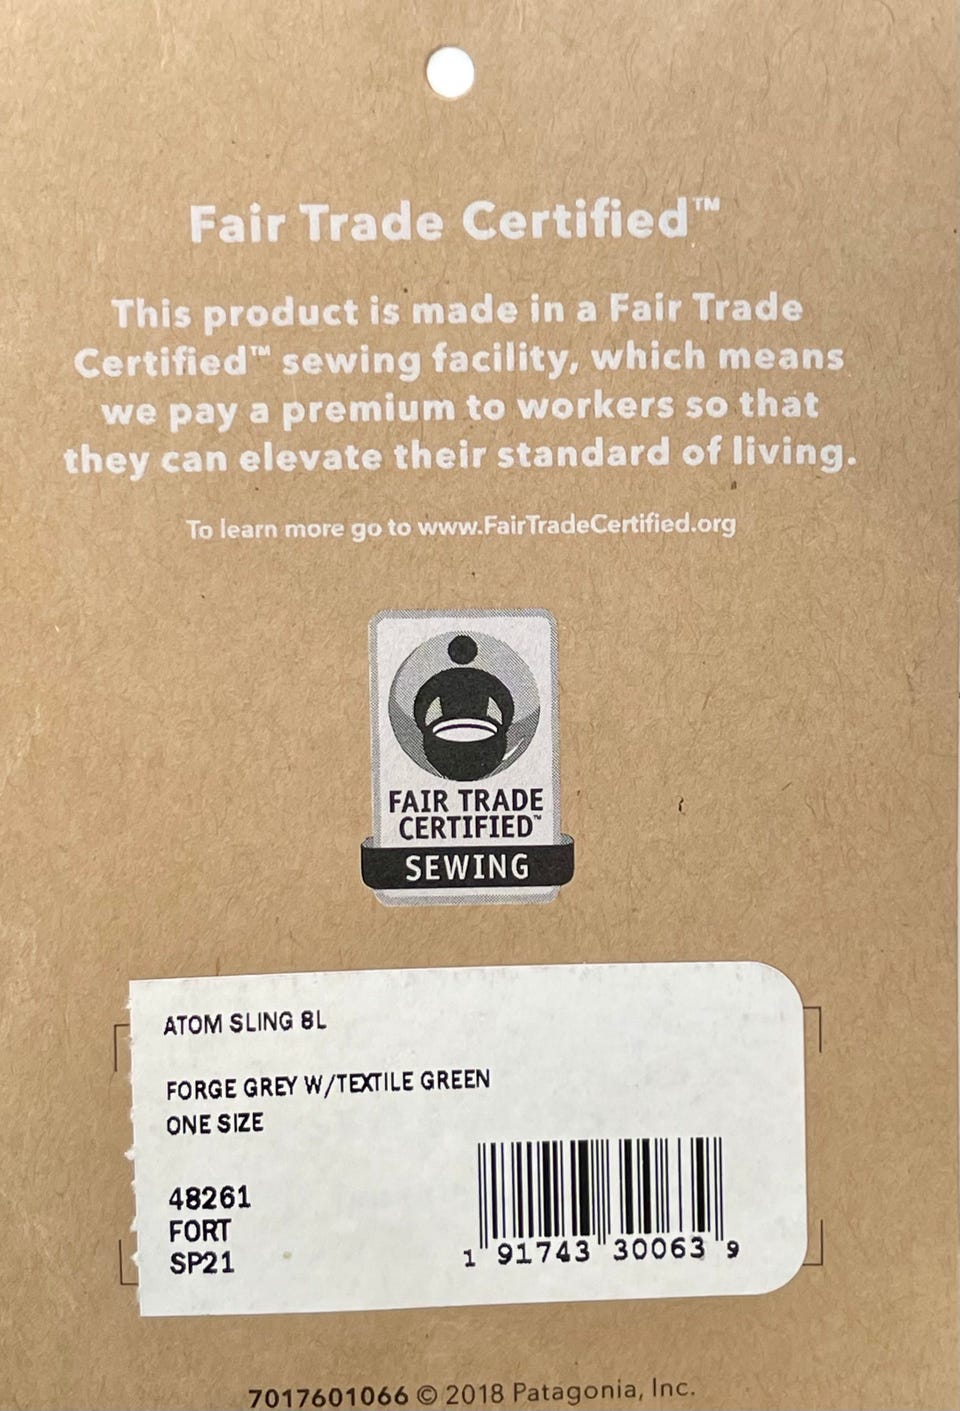 Fair Trade Certified™
This product is made in a Fair Trade
Certified™ sewing facility, which means
we pay a premium to workers so that
they can elevate their standard of living.
To learn more go to www.FairTradeCertified.org
FAIR TRADE
CERTIFIED™
SEWING
ATOM SLING 8L
FORGE GREY W/TEXTILE GREEN
ONE SIZE
48261
FORT
SP21
1 91743 30063 9
7017601066 © 2018 Patagonia, Inc.